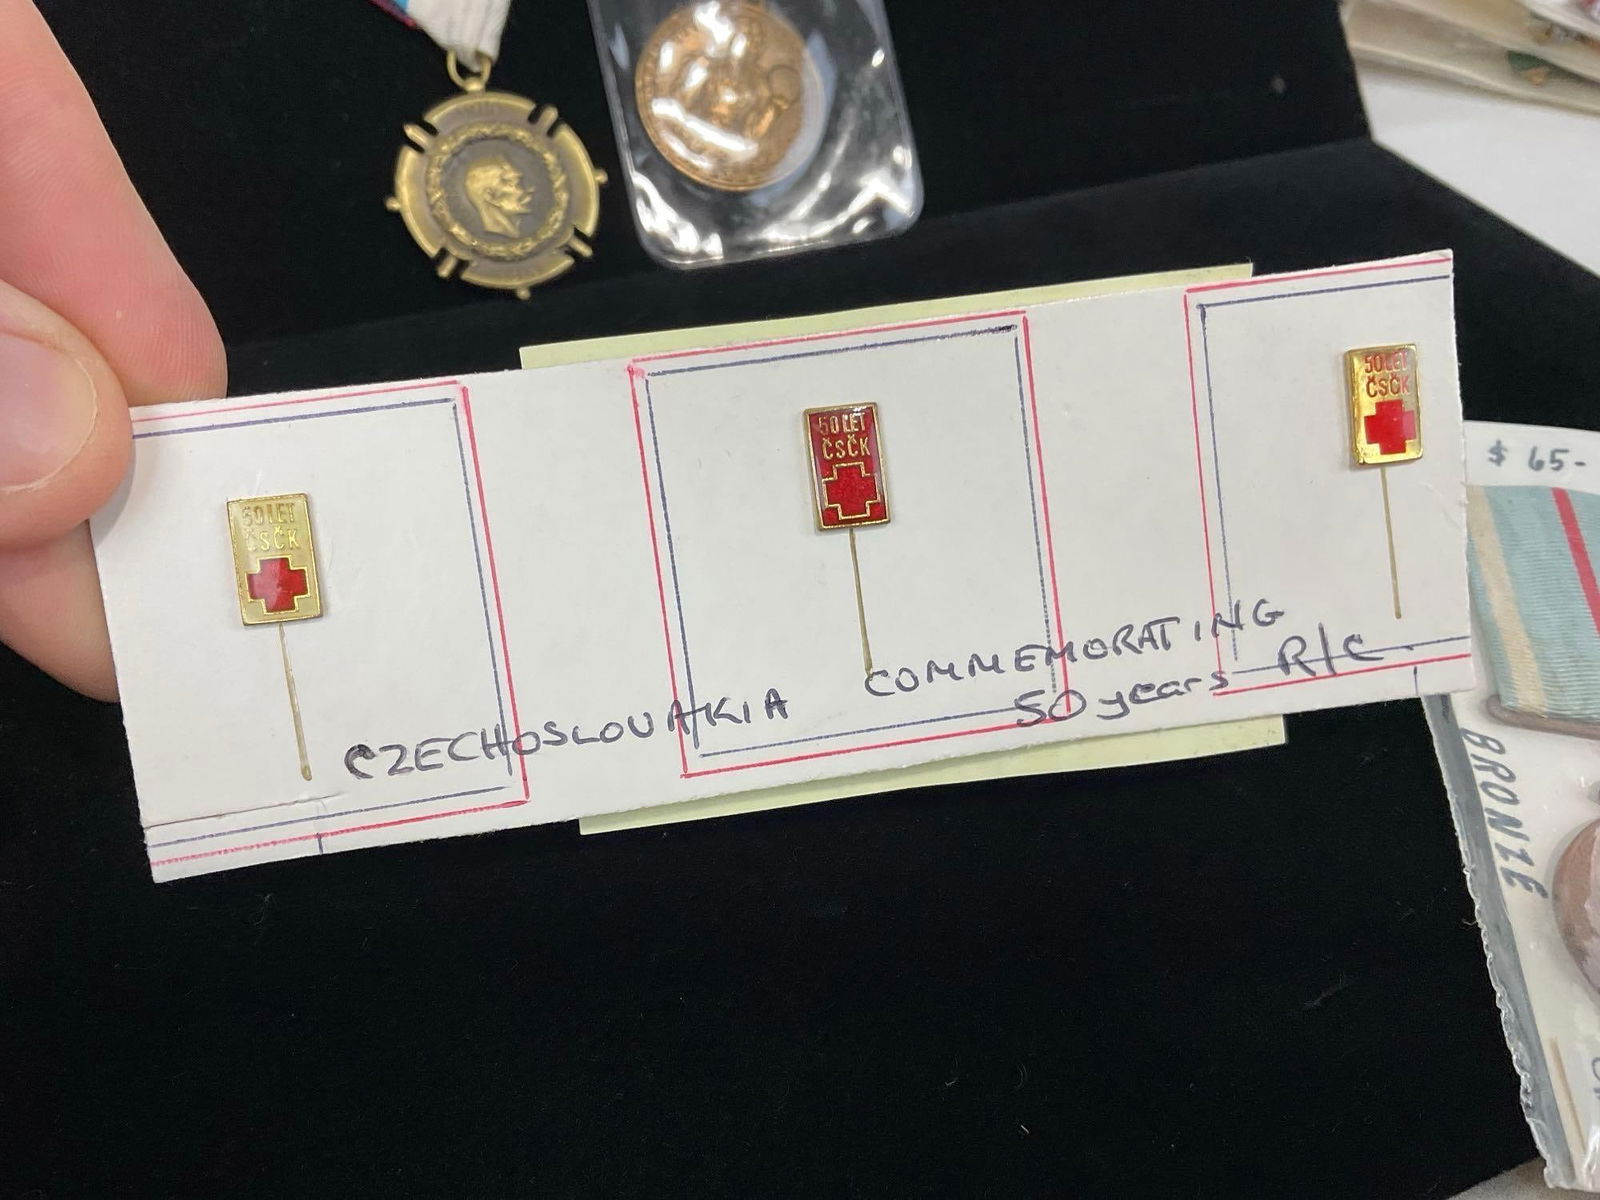 50 LET
ČSČK
50 LET
ČSČK
50 LET
ČSČK
CZECHOSLOVAKIA
COMMEMORATING
50 years R/C
$ 65-
BRONZE